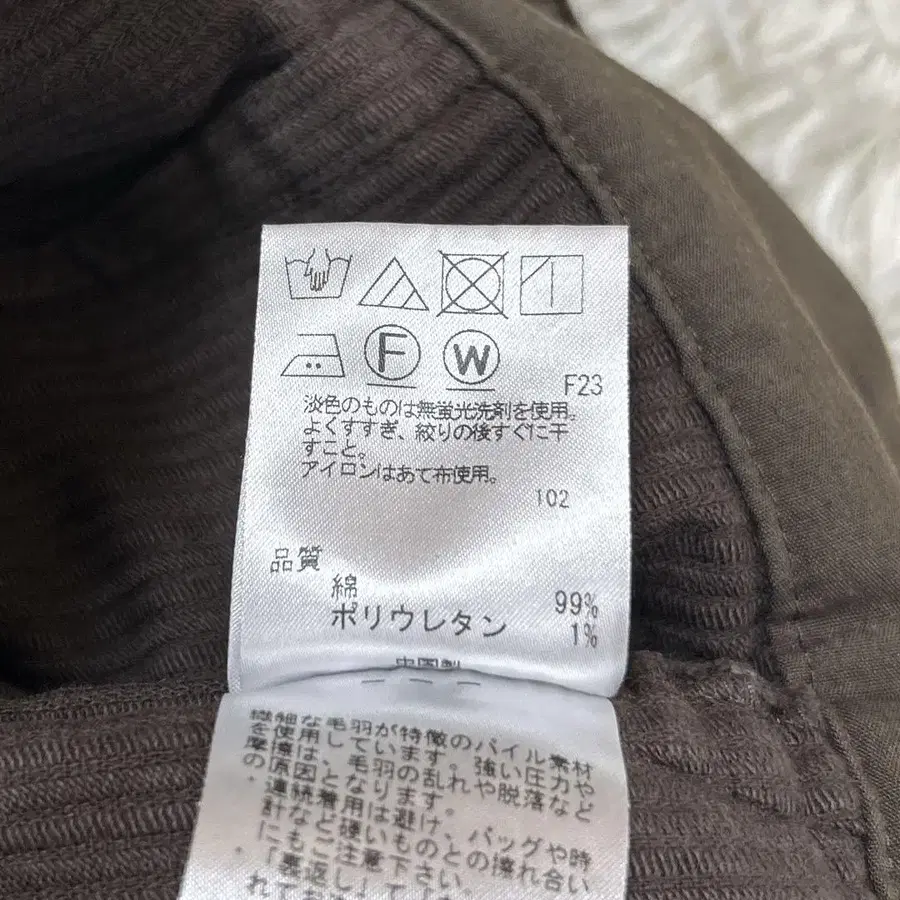 F
W
F23
淡色のものは無蛍光洗剤を使用。
よくすすぎ、絞りの後すぐに干
すこと。
アイロンはあて布使用。
102
品質
綿 99%
ポリウレタン 1%
中国製
繊細な毛羽が特徴のパイル素材
を使用しています。強い圧力や
摩擦は、毛羽の乱れや脱落など
の原因となります。
・連続着用は避け、バッグや時
計など硬いものとの擦れ合い
にもご注意下さい。